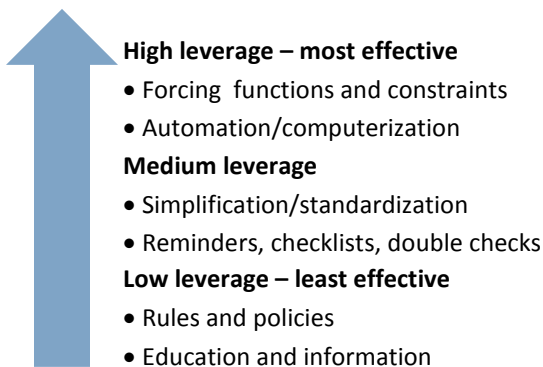 High leverage – most effective
• Forcing functions and constraints
• Automation/computerization
Medium leverage
• Simplification/standardization
• Reminders, checklists, double checks
Low leverage – least effective
• Rules and policies
• Education and information